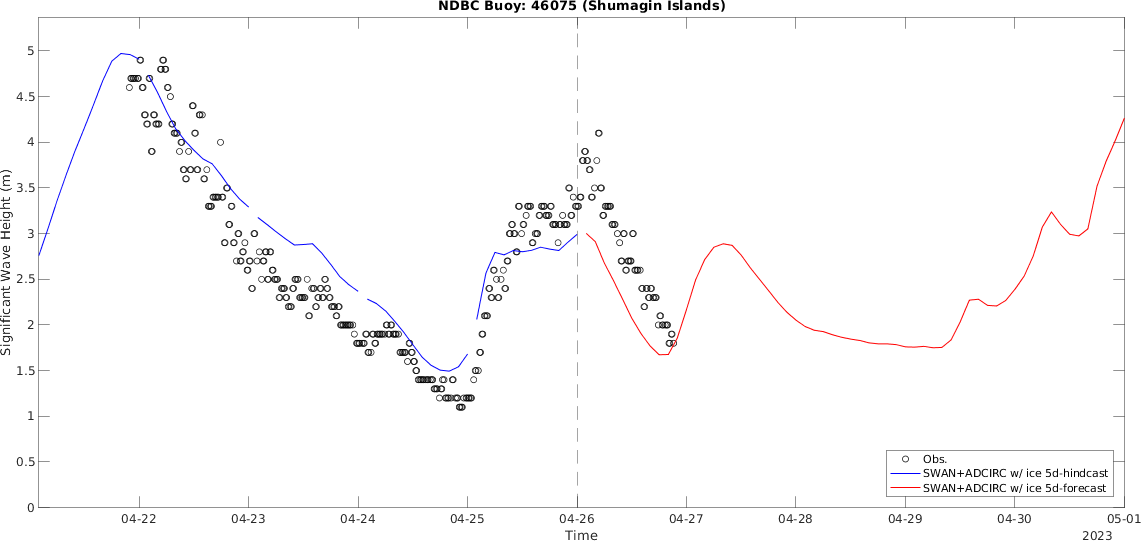 NDBC Buoy: 46075 (Shumagin Islands)
5
4.5
4
3.5
3
2.5
2
1.5
1
0.5
0
Significant Wave Height (m)
Obs.
SWAN+ADCIRC w/ ice 5d-hindcast
SWAN+ADCIRC w/ ice 5d-forecast
04-22 04-23 04-24 04-25 04-26 04-27 04-28 04-29 04-30 05-01
Time
2023